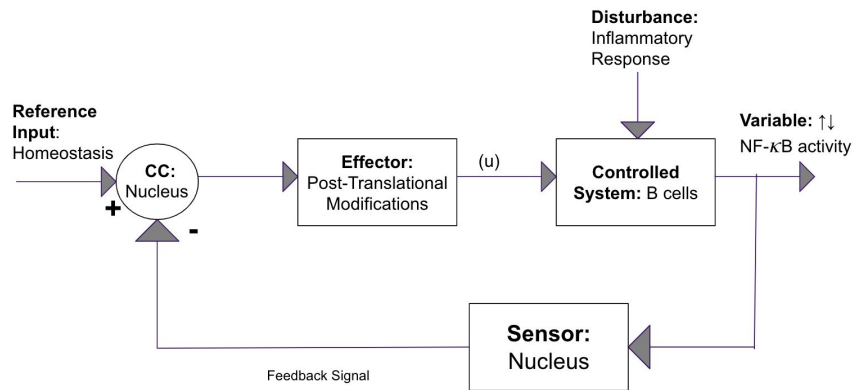 Disturbance:
Inflammatory
Response
Reference
Input:
Homeostasis
+
-
CC:
Nucleus
Effector:
Post-Translational
Modifications
(u)
Controlled
System: B cells
Variable: ↑↓
NF-κB activity
Sensor:
Nucleus
Feedback Signal